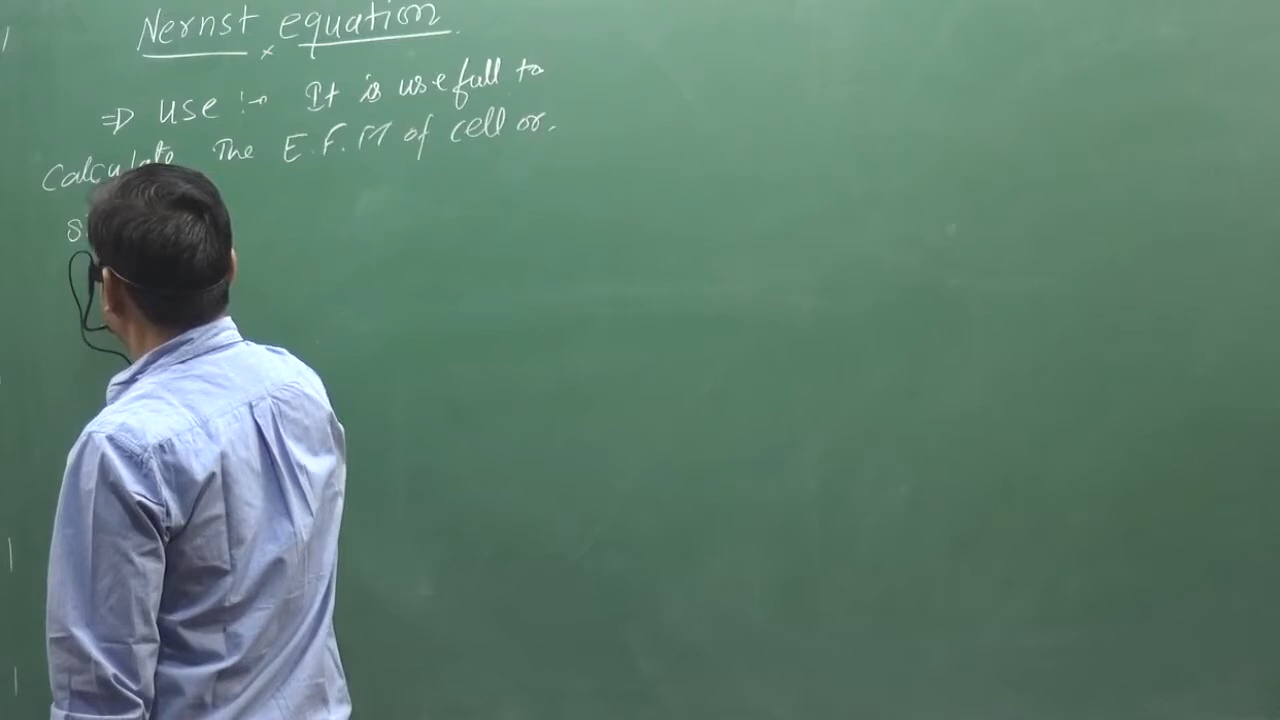 Nernst equation
⇒ use :→ It is usefull to
Calculate The E.F.M of cell or